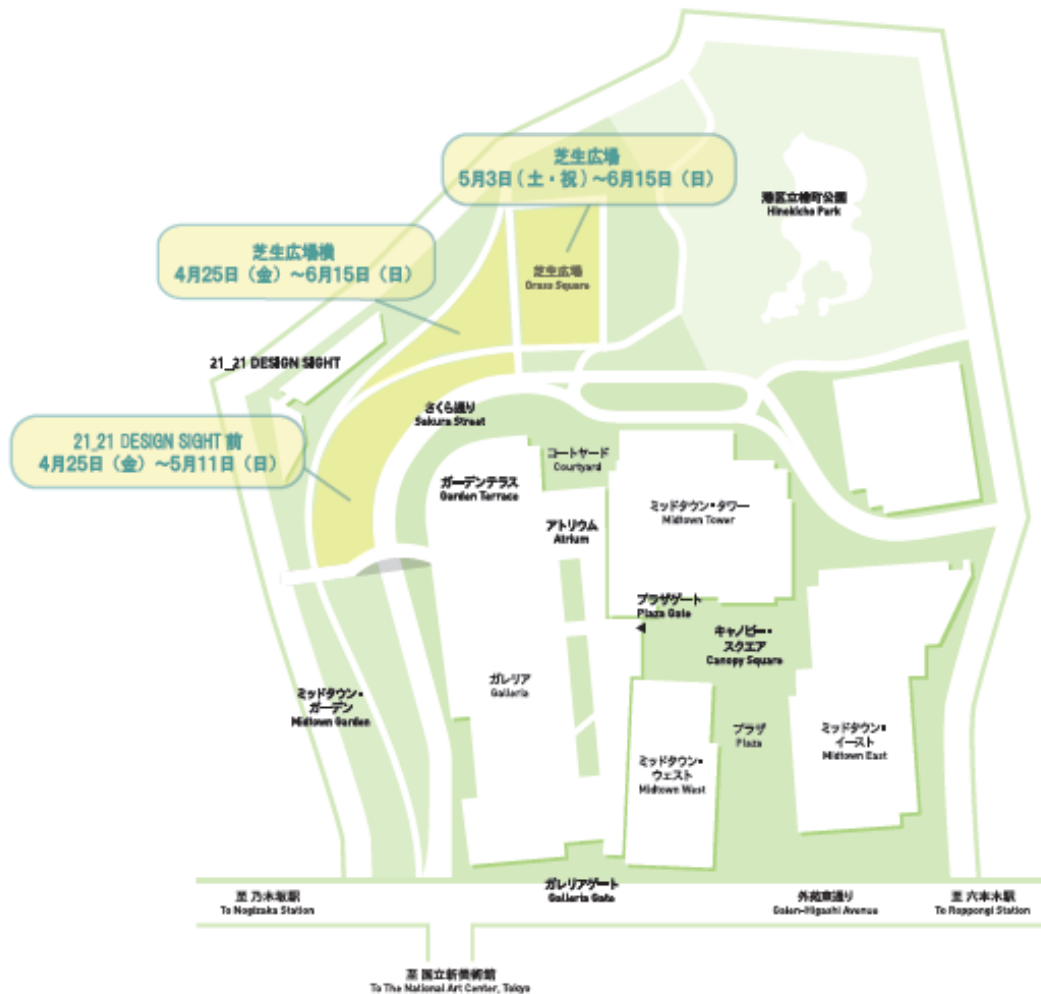 芝生広場
5月3日(土・祝)～6月15日(日)
港区立檜町公園
Hinokicho Park
芝生広場横
4月25日(金)～6月15日(日)
芝生広場
Grass Square
21_21 DESIGN SIGHT
さくら通り
Sakura Street
21_21 DESIGN SIGHT 前
4月25日(金)～5月11日(日)
コートヤード
Courtyard
ガーデンテラス
Garden Terrace
ミッドタウン・タワー
Midtown Tower
アトリウム
Atrium
プラザゲート
Plaza Gate
キャノピー・
スクエア
Canopy Square
ガレリア
Galleria
ミッドタウン・
ガーデン
Midtown Garden
プラザ
Plaza
ミッドタウン・
イースト
Midtown East
ミッドタウン・
ウェスト
Midtown West
ガレリアゲート
Galleria Gate
至 乃木坂駅
To Nogizaka Station
外苑東通り
Gaien-Higashi Avenue
至 六本木駅
To Roppongi Station
至 国立新美術館
To The National Art Center, Tokyo